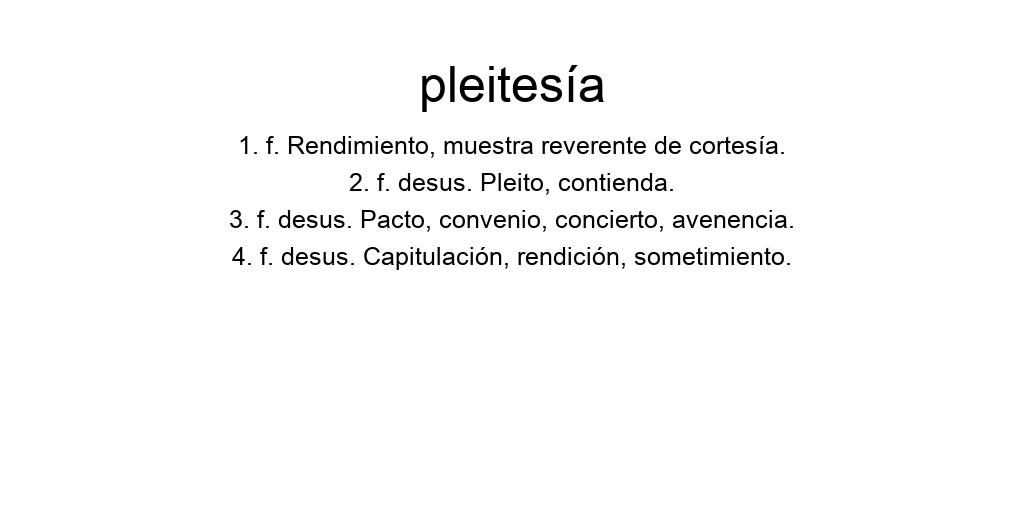 pleitesía
1. f. Rendimiento, muestra reverente de cortesía.
2. f. desus. Pleito, contienda.
3. f. desus. Pacto, convenio, concierto, avenencia.
4. f. desus. Capitulación, rendición, sometimiento.